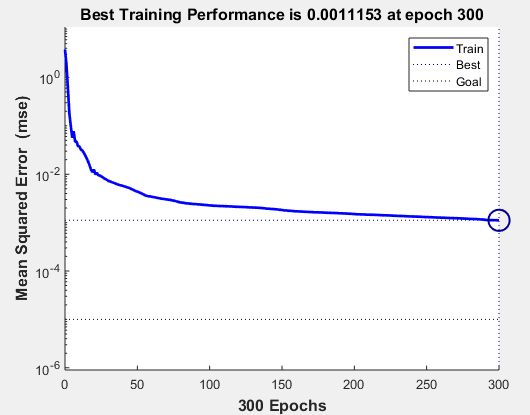 Best Training Performance is 0.0011153 at epoch 300
Train
Best
Goal
Mean Squared Error (mse)
10^0
10^-2
10^-4
10^-6
0 50 100 150 200 250 300
300 Epochs